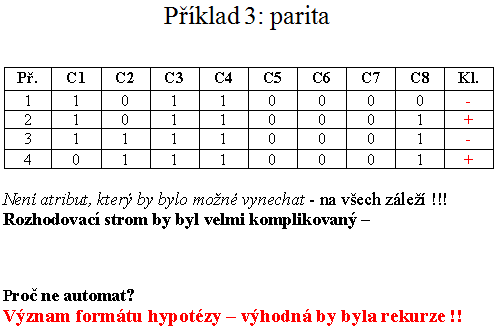 Příklad 3: parita
Př. C1 C2 C3 C4 C5 C6 C7 C8 Kl.
1 1 0 1 1 0 0 0 0 -
2 1 0 1 1 0 0 0 1 +
3 1 1 1 1 0 0 0 1 -
4 0 1 1 1 0 0 0 1 +
Není atribut, který by bylo možné vynechat - na všech záleží !!!
Rozhodovací strom by byl velmi komplikovaný –
Proč ne automat?
Význam formátu hypotézy – výhodná by byla rekurze !!